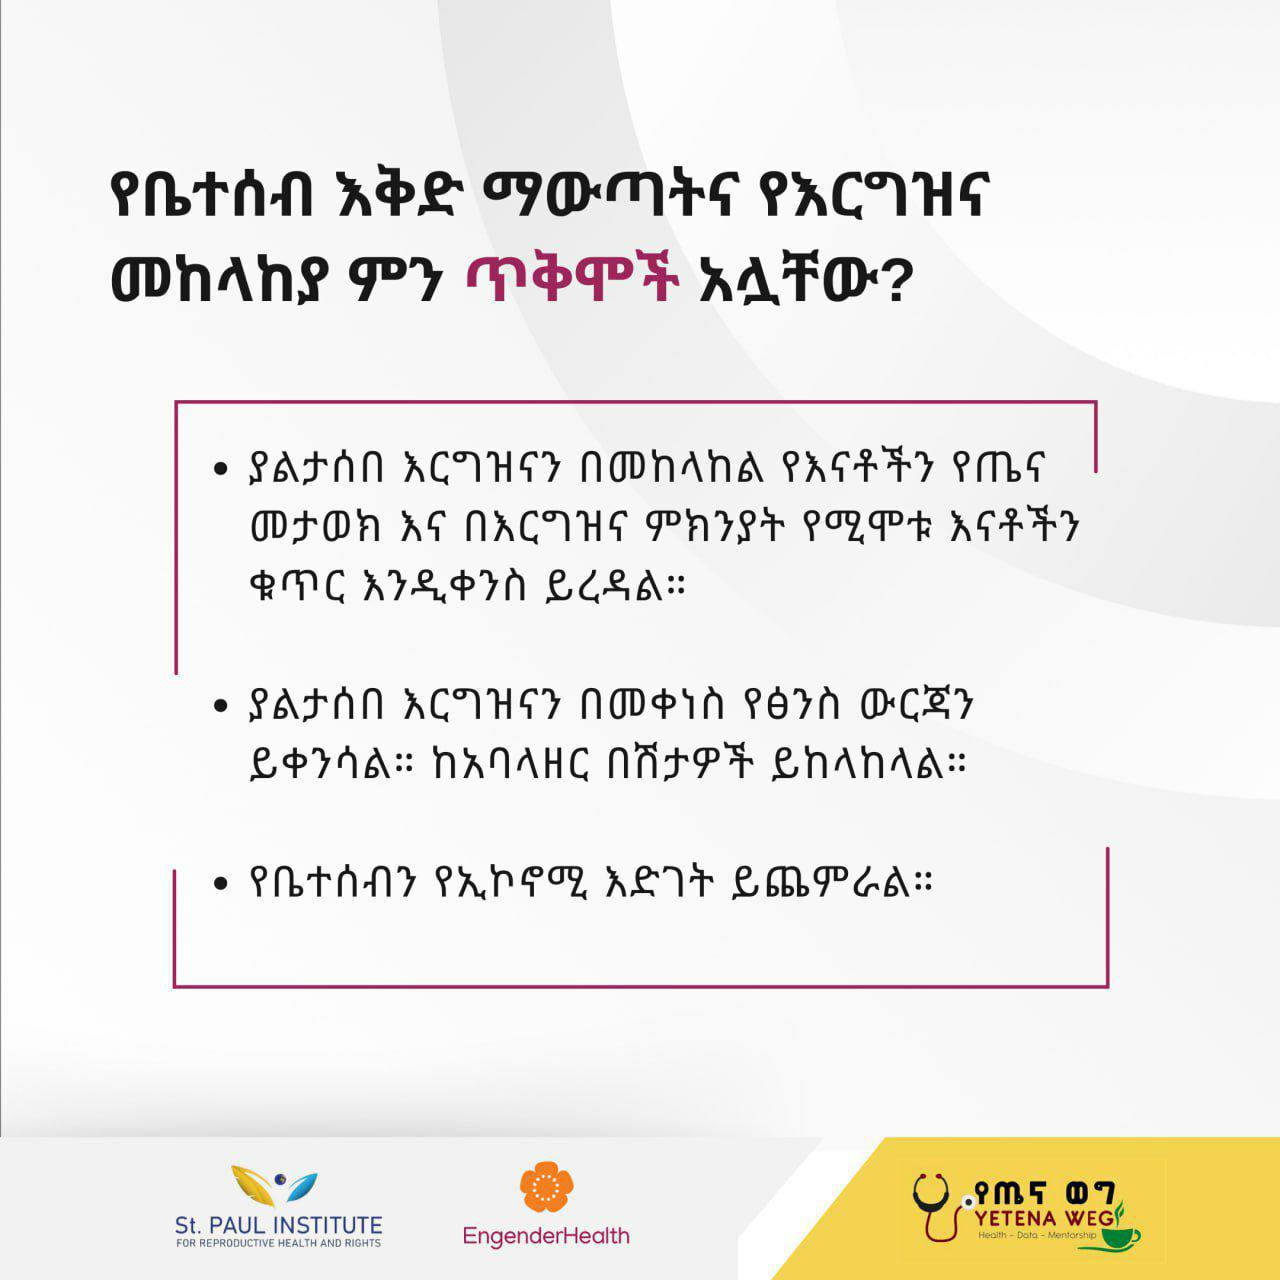 የቤተሰብ እቅድ ማውጣትና የእርግዝና
መከላከያ ምን ጥቅሞች አሏቸው?
• ያልታሰበ እርግዝናን በመከላከል የእናቶችን የጤና
መታወክ እና በእርግዝና ምክንያት የሚሞቱ እናቶችን
ቁጥር እንዲቀንስ ይረዳል።
• ያልታሰበ እርግዝናን በመቀነስ የፅንስ ውርጃን
ይቀንሳል። ከአባላዘር በሽታዎች ይከላከላል።
• የቤተሰብን የኢኮኖሚ እድገት ይጨምራል።
St. PAUL INSTITUTE
FOR REPRODUCTIVE HEALTH AND RIGHTS
EngenderHealth
የጤና ወግ
YETENA WEG
Health - Data - Mentorship